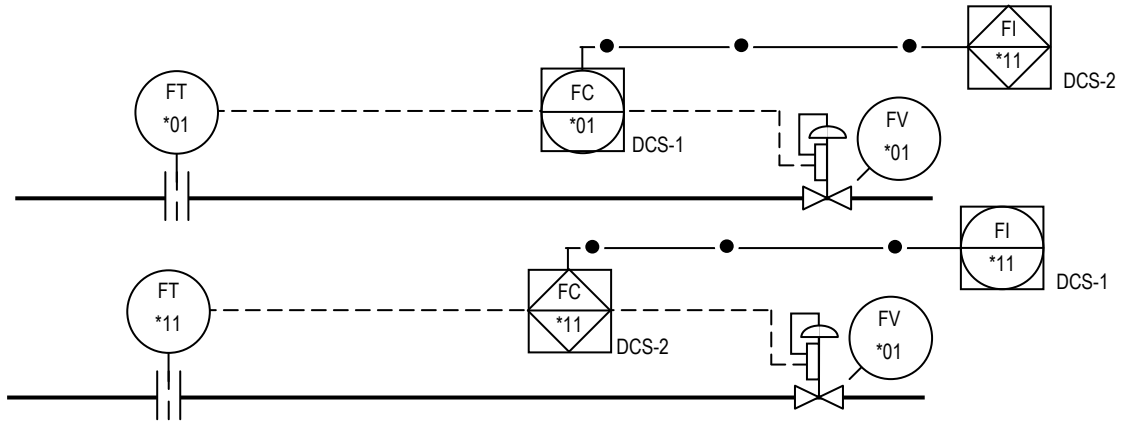 FI
*11
DCS-2
FT
*01
FC
*01
DCS-1
FV
*01
FI
*11
DCS-1
FT
*11
FC
*11
DCS-2
FV
*01